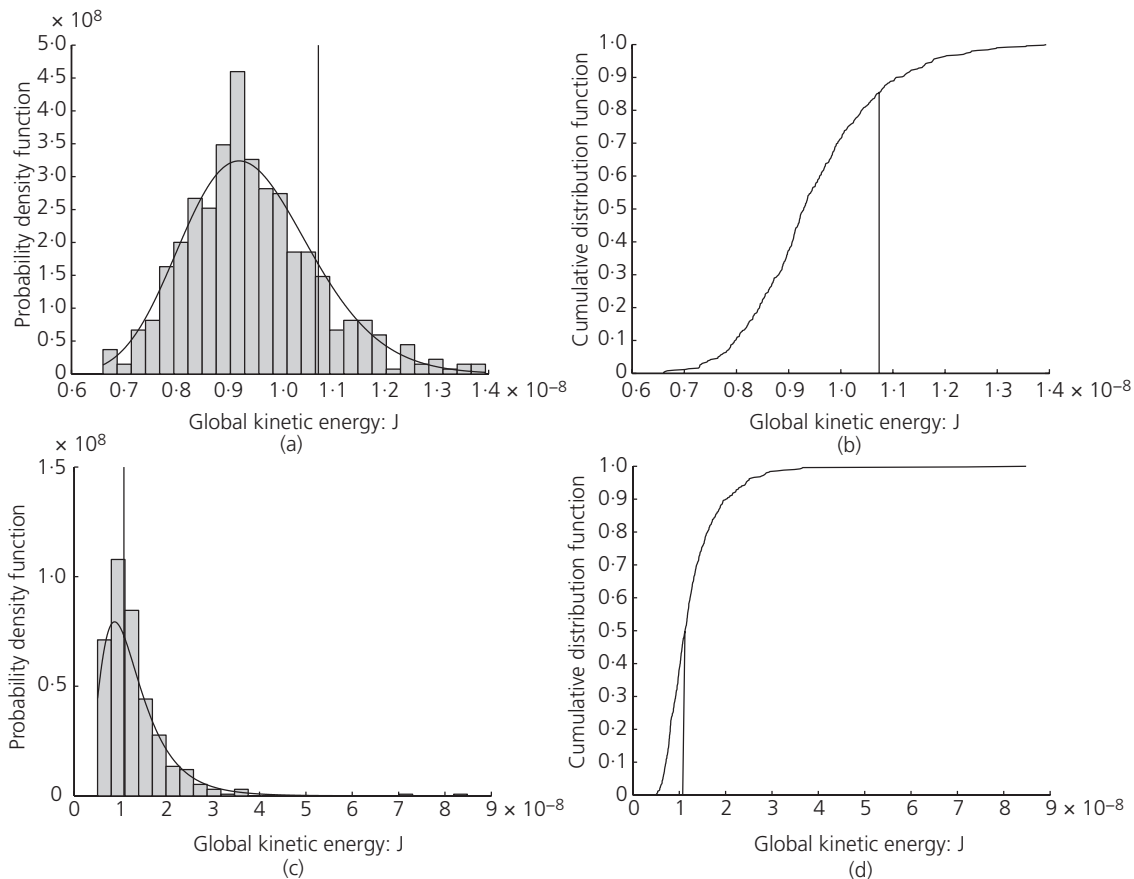 × 10⁸
5·0
4·5
4·0
3·5
3·0
2·5
2·0
1·5
1·0
0·5
0
Probability density function
0·6 0·7 0·8 0·9 1·0 1·1 1·2 1·3 1·4 × 10⁻⁸
Global kinetic energy: J
(a)
1·0
0·9
0·8
0·7
0·6
0·5
0·4
0·3
0·2
0·1
0
Cumulative distribution function
0·6 0·7 0·8 0·9 1·0 1·1 1·2 1·3 1·4 × 10⁻⁸
Global kinetic energy: J
(b)
× 10⁸
1·5
1·0
0·5
0
Probability density function
0 1 2 3 4 5 6 7 8 9 × 10⁻⁸
Global kinetic energy: J
(c)
1·0
0·9
0·8
0·7
0·6
0·5
0·4
0·3
0·2
0·1
0
Cumulative distribution function
0 1 2 3 4 5 6 7 8 9 × 10⁻⁸
Global kinetic energy: J
(d)